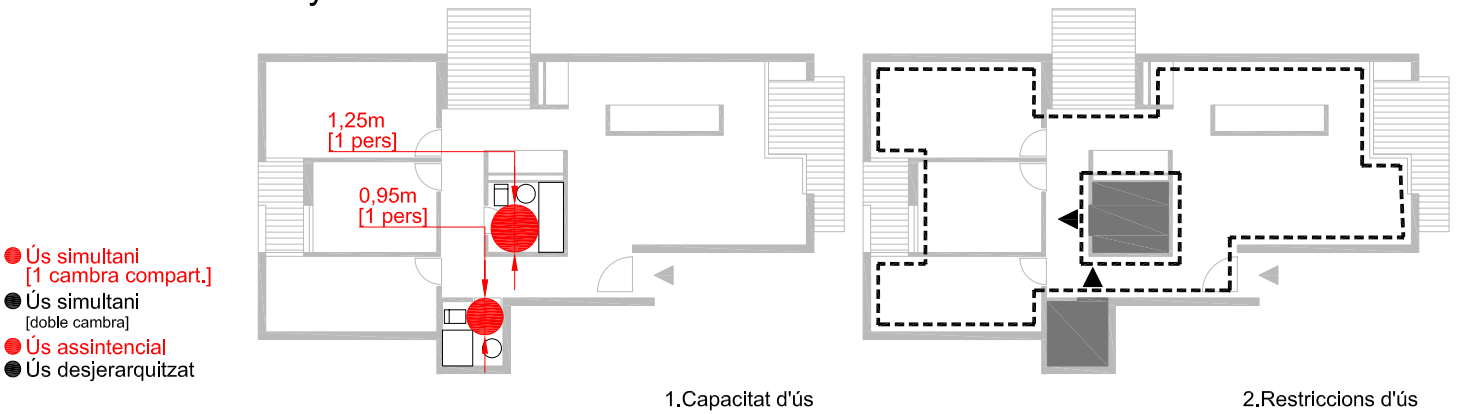 1,25m
[1 pers]
0,95m
[1 pers]
Ús simultani
[1 cambra compart.]
Ús simultani
[doble cambra]
Ús assintencial
Ús desjerarquitzat
1.Capacitat d'ús
2.Restriccions d'ús